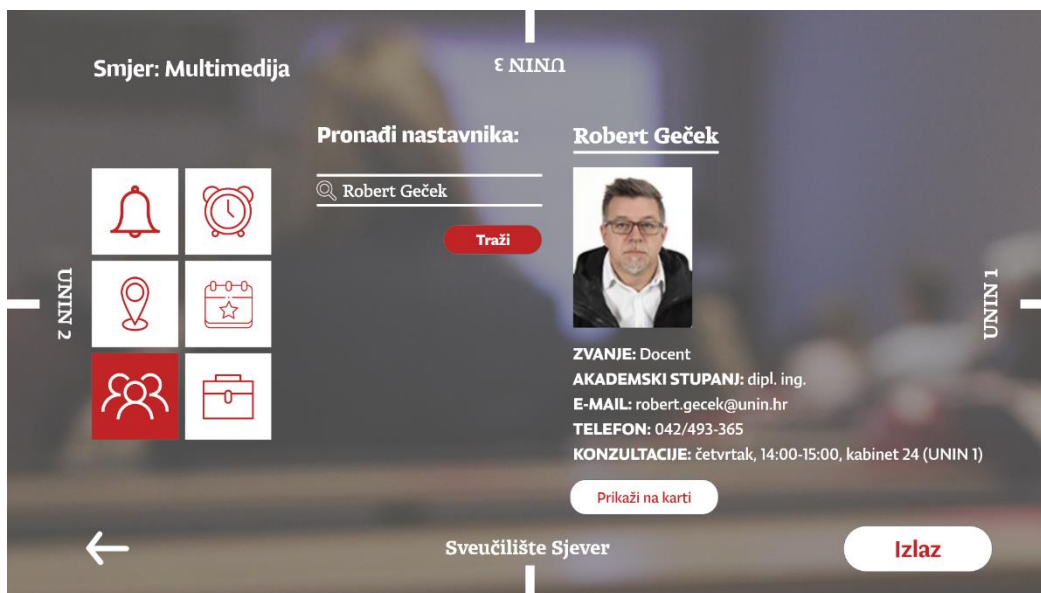 Smjer: Multimedija
UNIN 3
Pronađi nastavnika:
Robert Geček
Traži
Robert Geček
ZVANJE: Docent
AKADEMSKI STUPANJ: dipl. ing.
E-MAIL: robert.gecek@unin.hr
TELEFON: 042/493-365
KONZULTACIJE: četvrtak, 14:00-15:00, kabinet 24 (UNIN 1)
Prikaži na karti
UNIN 2
UNIN 1
Sveučilište Sjever
Izlaz